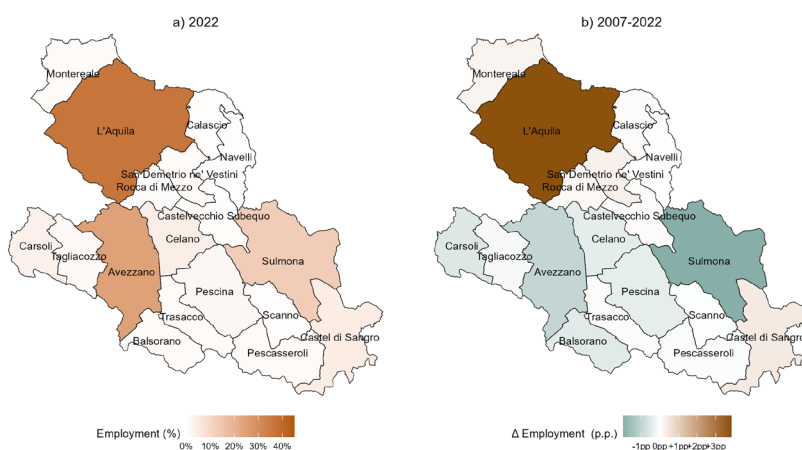 a) 2022
b) 2007-2022
Montereale
L'Aquila
Calascio
Navelli
San Demetrio ne' Vestini
Rocca di Mezzo
Castelvecchio Subequo
Carsoli
Tagliacozzo
Celano
Avezzano
Sulmona
Pescina
Trasacco
Scanno
Balsorano
Castel di Sangro
Pescasseroli
Montereale
L'Aquila
Calascio
Navelli
San Demetrio ne' Vestini
Rocca di Mezzo
Castelvecchio Subequo
Carsoli
Tagliacozzo
Celano
Avezzano
Sulmona
Pescina
Trasacco
Scanno
Balsorano
Castel di Sangro
Pescasseroli
Employment (%)
0% 10% 20% 30% 40%
Δ Employment (p.p.)
-1pp 0pp +1pp +2pp +3pp